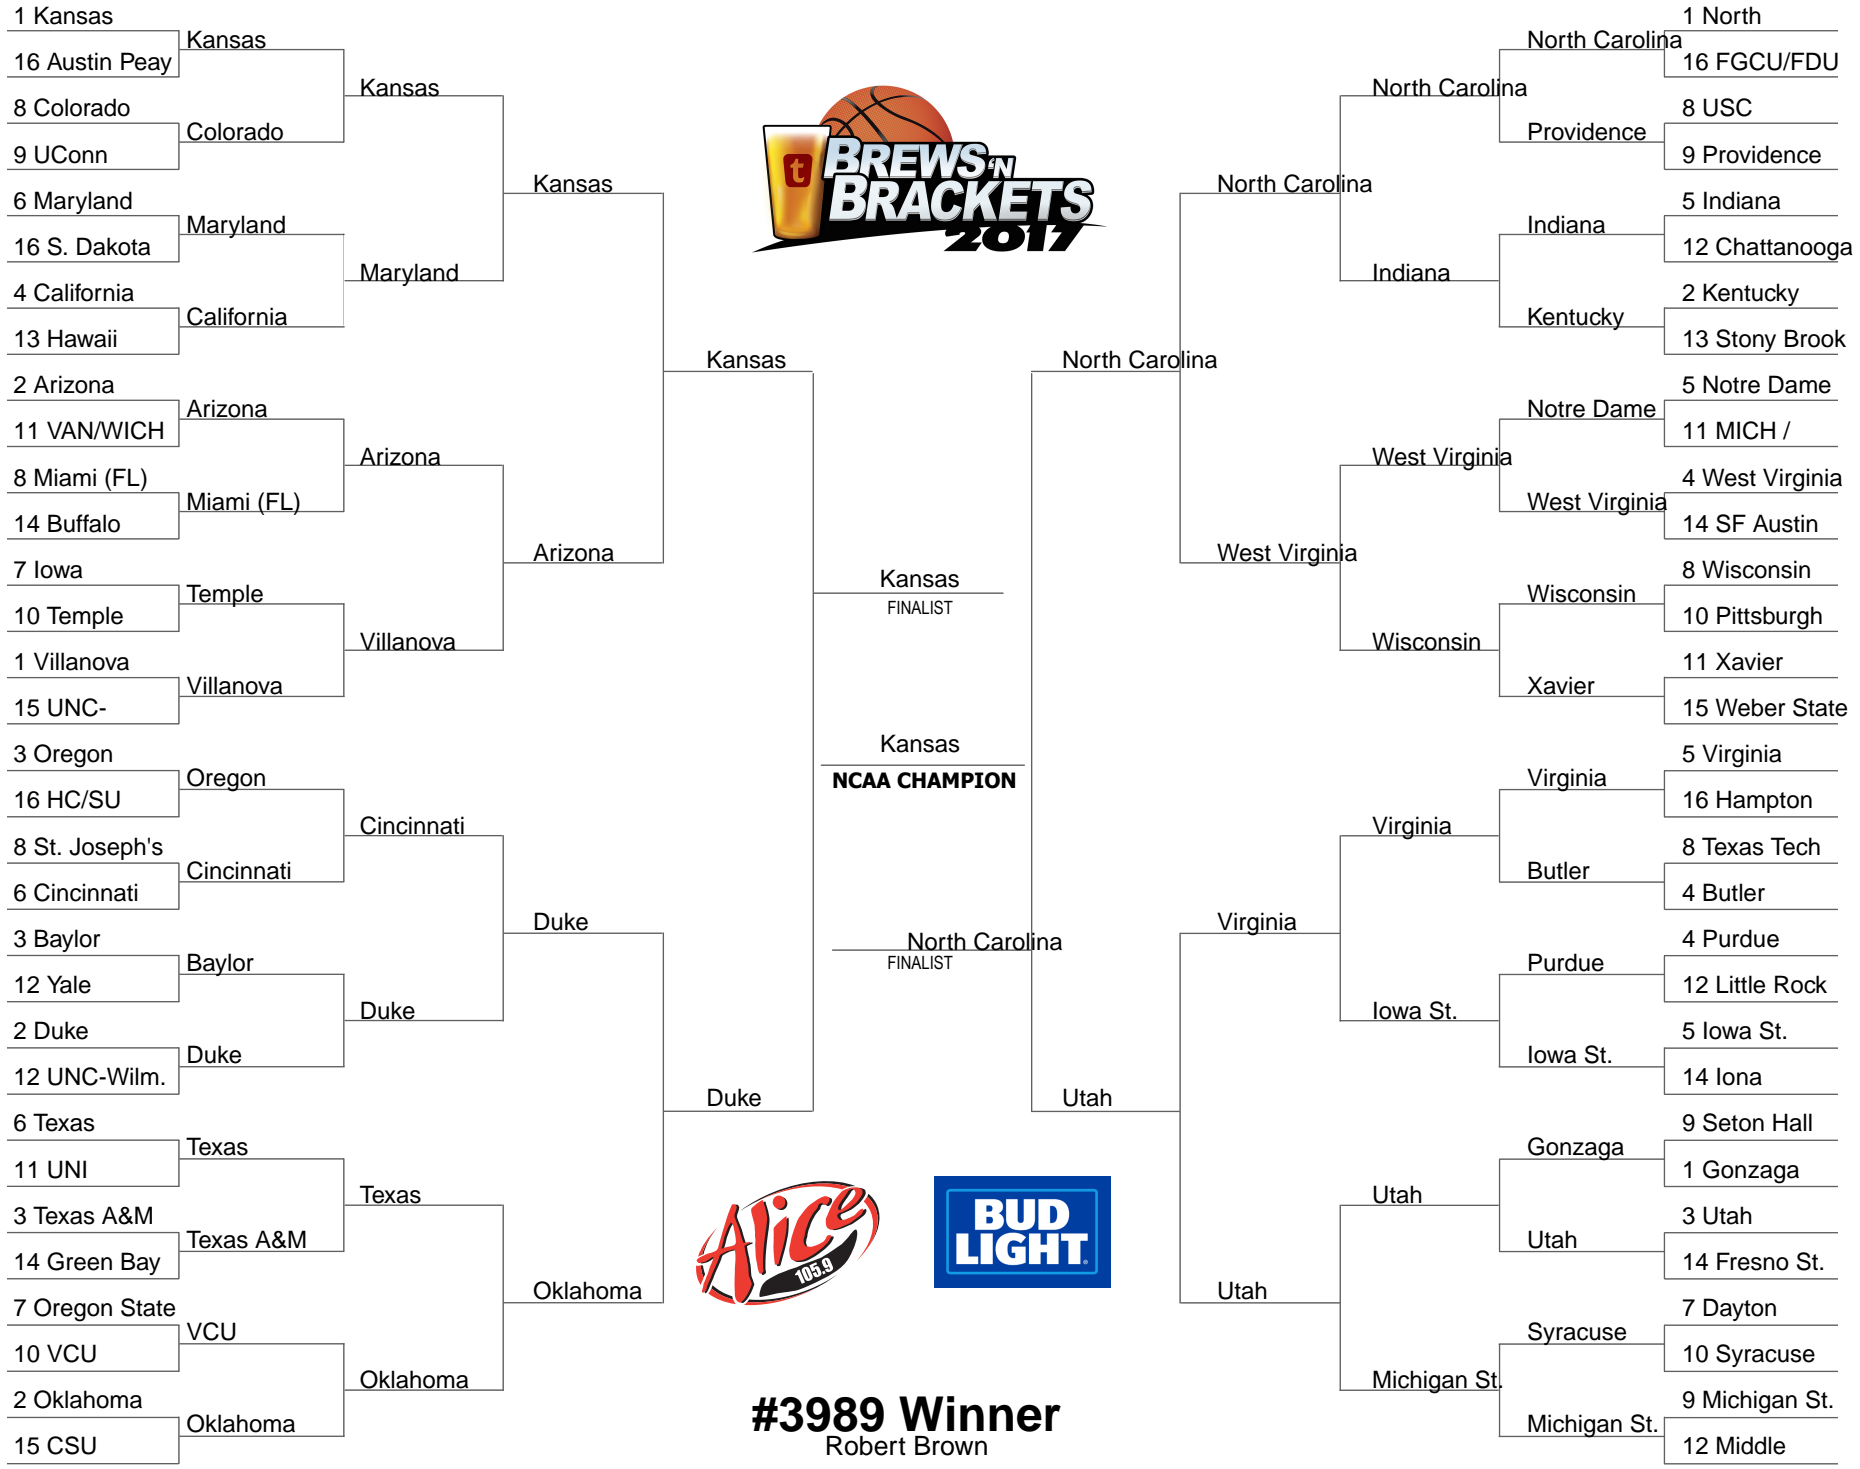 1 Kansas
16 Austin Peay
8 Colorado
9 UConn
6 Maryland
16 S. Dakota
4 California
13 Hawaii
2 Arizona
11 VAN/WICH
8 Miami (FL)
14 Buffalo
7 Iowa
10 Temple
1 Villanova
15 UNC-
3 Oregon
16 HC/SU
8 St. Joseph's
6 Cincinnati
3 Baylor
12 Yale
2 Duke
12 UNC-Wilm.
6 Texas
11 UNI
3 Texas A&M
14 Green Bay
7 Oregon State
10 VCU
2 Oklahoma
15 CSU
Kansas
Colorado
Maryland
California
Arizona
Miami (FL)
Temple
Villanova
Oregon
Cincinnati
Baylor
Duke
Texas
Texas A&M
VCU
Oklahoma
Kansas
Maryland
Arizona
Villanova
Cincinnati
Duke
Texas
Oklahoma
Kansas
Arizona
Duke
Oklahoma
Kansas
Duke
t
BREWS 'N
BRACKETS
2017
Kansas
FINALIST
Kansas
NCAA CHAMPION
North Carolina
FINALIST
Alice
105.9
BUD
LIGHT
#3989 Winner
Robert Brown
North Carolina
Utah
North Carolina
West Virginia
Virginia
Utah
North Carolina
Indiana
West Virginia
Wisconsin
Virginia
Iowa St.
Utah
Michigan St.
North Carolina
Providence
Indiana
Kentucky
Notre Dame
West Virginia
Wisconsin
Xavier
Virginia
Butler
Purdue
Iowa St.
Gonzaga
Utah
Syracuse
Michigan St.
1 North
16 FGCU/FDU
8 USC
9 Providence
5 Indiana
12 Chattanooga
2 Kentucky
13 Stony Brook
5 Notre Dame
11 MICH /
4 West Virginia
14 SF Austin
8 Wisconsin
10 Pittsburgh
11 Xavier
15 Weber State
5 Virginia
16 Hampton
8 Texas Tech
4 Butler
4 Purdue
12 Little Rock
5 Iowa St.
14 Iona
9 Seton Hall
1 Gonzaga
3 Utah
14 Fresno St.
7 Dayton
10 Syracuse
9 Michigan St.
12 Middle